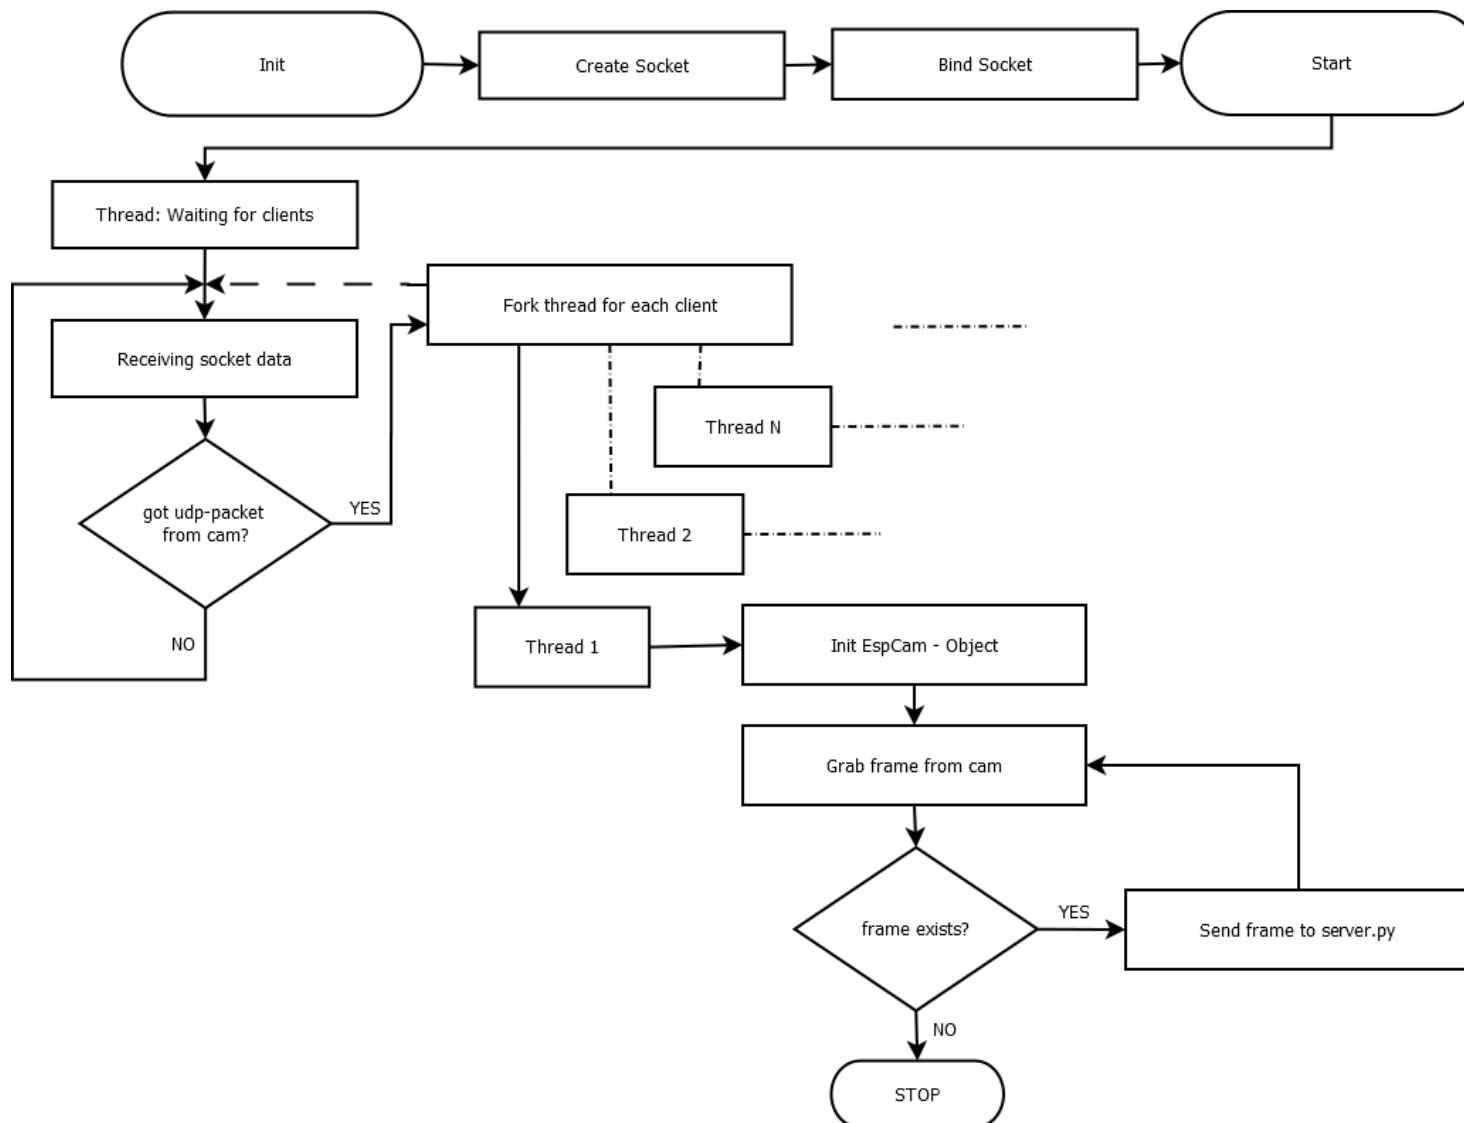 Init
Create Socket
Bind Socket
Start
Thread: Waiting for clients
Fork thread for each client
Receiving socket data
Thread N
got udp-packet
from cam?
YES
Thread 2
NO
Thread 1
Init EspCam - Object
Grab frame from cam
frame exists?
YES
Send frame to server.py
NO
STOP